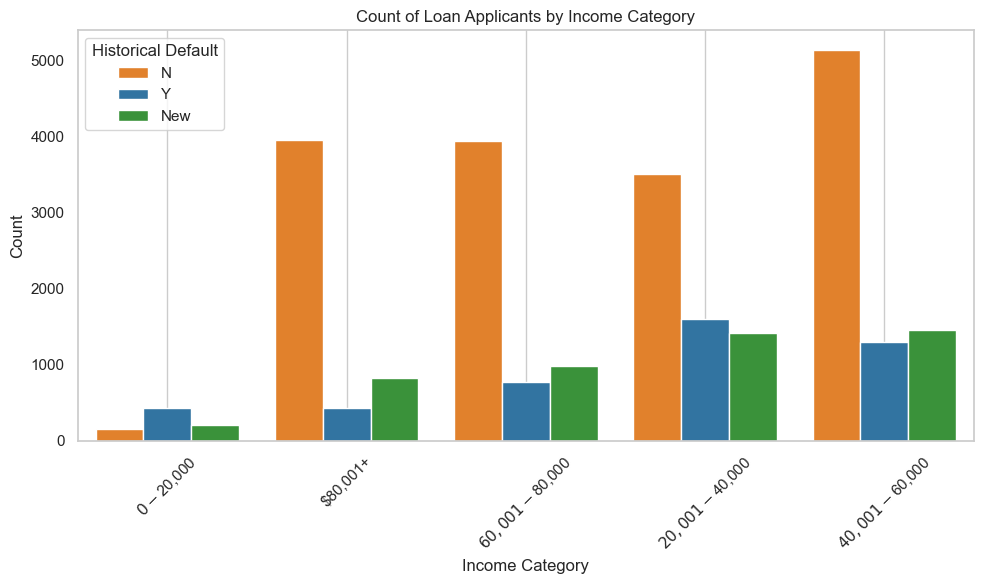 Count of Loan Applicants by Income Category
Historical Default
N
Y
New
5000
4000
3000
2000
1000
0
Count
0 − 20,000
$80,001+
60, 001 − 80,000
20, 001 − 40,000
40, 001 − 60,000
Income Category